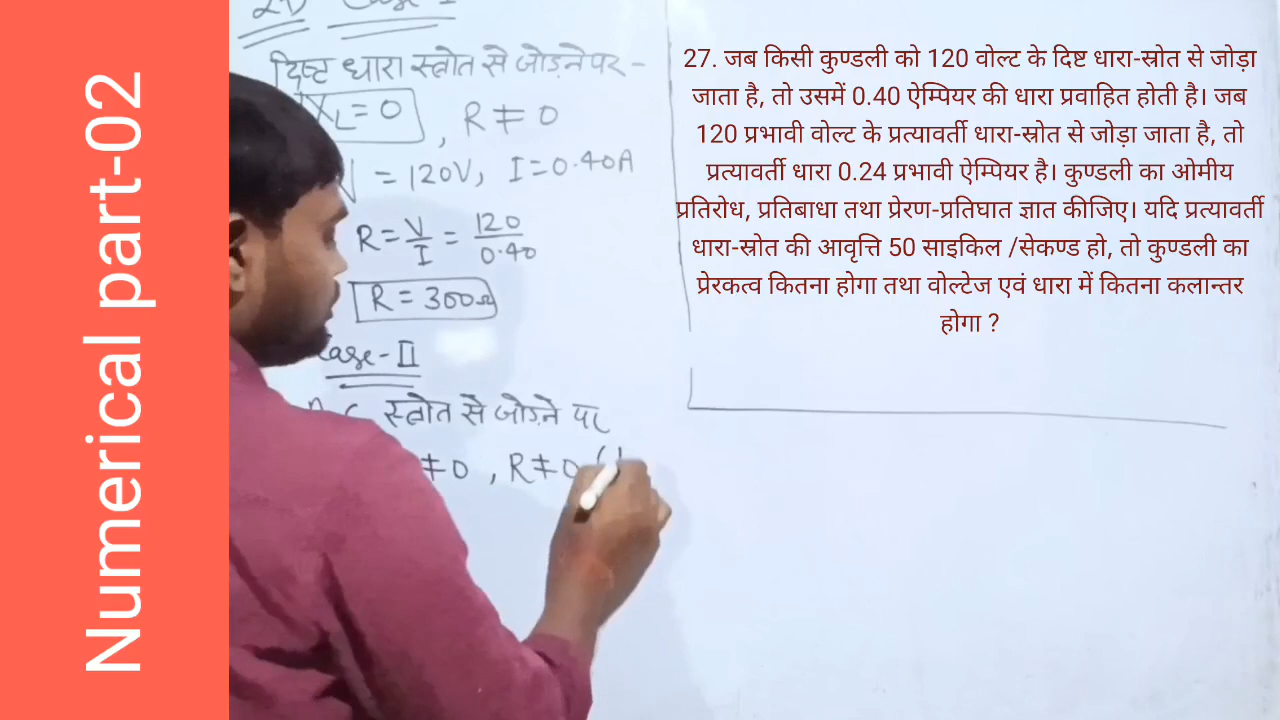 Numerical part-02
दिष्ट धारा स्त्रोत से जोड़ने पर -
X_L = 0 , R ≠ 0
V = 120V, I = 0.40A
R = V/I = 120/0.40
R = 300Ω
Case-II
A.C. स्त्रोत से जोड़ने पर
≠ 0 , R ≠ 0
27. जब किसी कुण्डली को 120 वोल्ट के दिष्ट धारा-स्रोत से जोड़ा
जाता है, तो उसमें 0.40 ऐम्पियर की धारा प्रवाहित होती है। जब
120 प्रभावी वोल्ट के प्रत्यावर्ती धारा-स्रोत से जोड़ा जाता है, तो
प्रत्यावर्ती धारा 0.24 प्रभावी ऐम्पियर है। कुण्डली का ओमीय
प्रतिरोध, प्रतिबाधा तथा प्रेरण-प्रतिघात ज्ञात कीजिए। यदि प्रत्यावर्ती
धारा-स्रोत की आवृत्ति 50 साइकिल /सेकण्ड हो, तो कुण्डली का
प्रेरकत्व कितना होगा तथा वोल्टेज एवं धारा में कितना कलान्तर
होगा ?